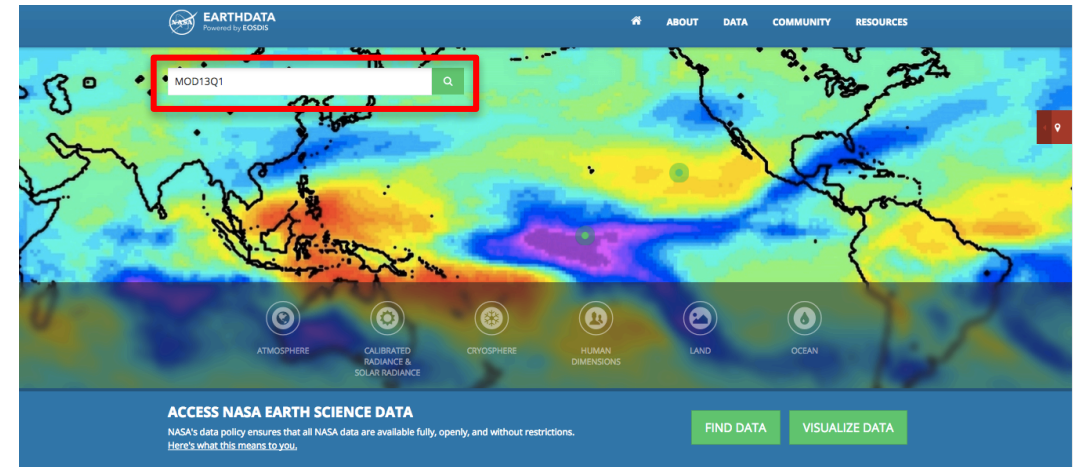 NASA
EARTHDATA
Powered by EOSDIS
ABOUT DATA COMMUNITY RESOURCES
MOD13Q1
ATMOSPHERE
CALIBRATED
RADIANCE &
SOLAR RADIANCE
CRYOSPHERE
HUMAN
DIMENSIONS
LAND
OCEAN
ACCESS NASA EARTH SCIENCE DATA
NASA's data policy ensures that all NASA data are available fully, openly, and without restrictions.
Here's what this means to you.
FIND DATA
VISUALIZE DATA